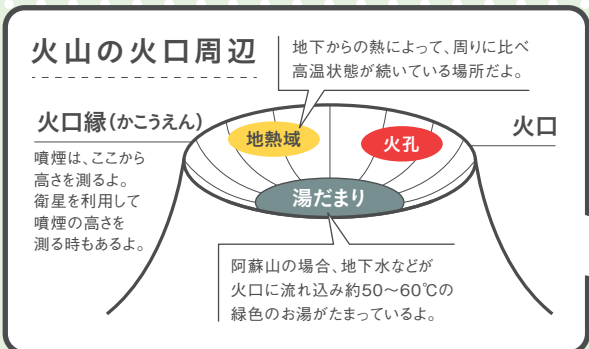 火山の火口周辺
地下からの熱によって、周りに比べ
高温状態が続いている場所だよ。
火口縁(かこうえん)
噴煙は、ここから
高さを測るよ。
衛星を利用して
噴煙の高さを
測る時もあるよ。
地熱域
火孔
火口
湯だまり
阿蘇山の場合、地下水などが
火口に流れ込み約50〜60℃の
緑色のお湯がたまっているよ。